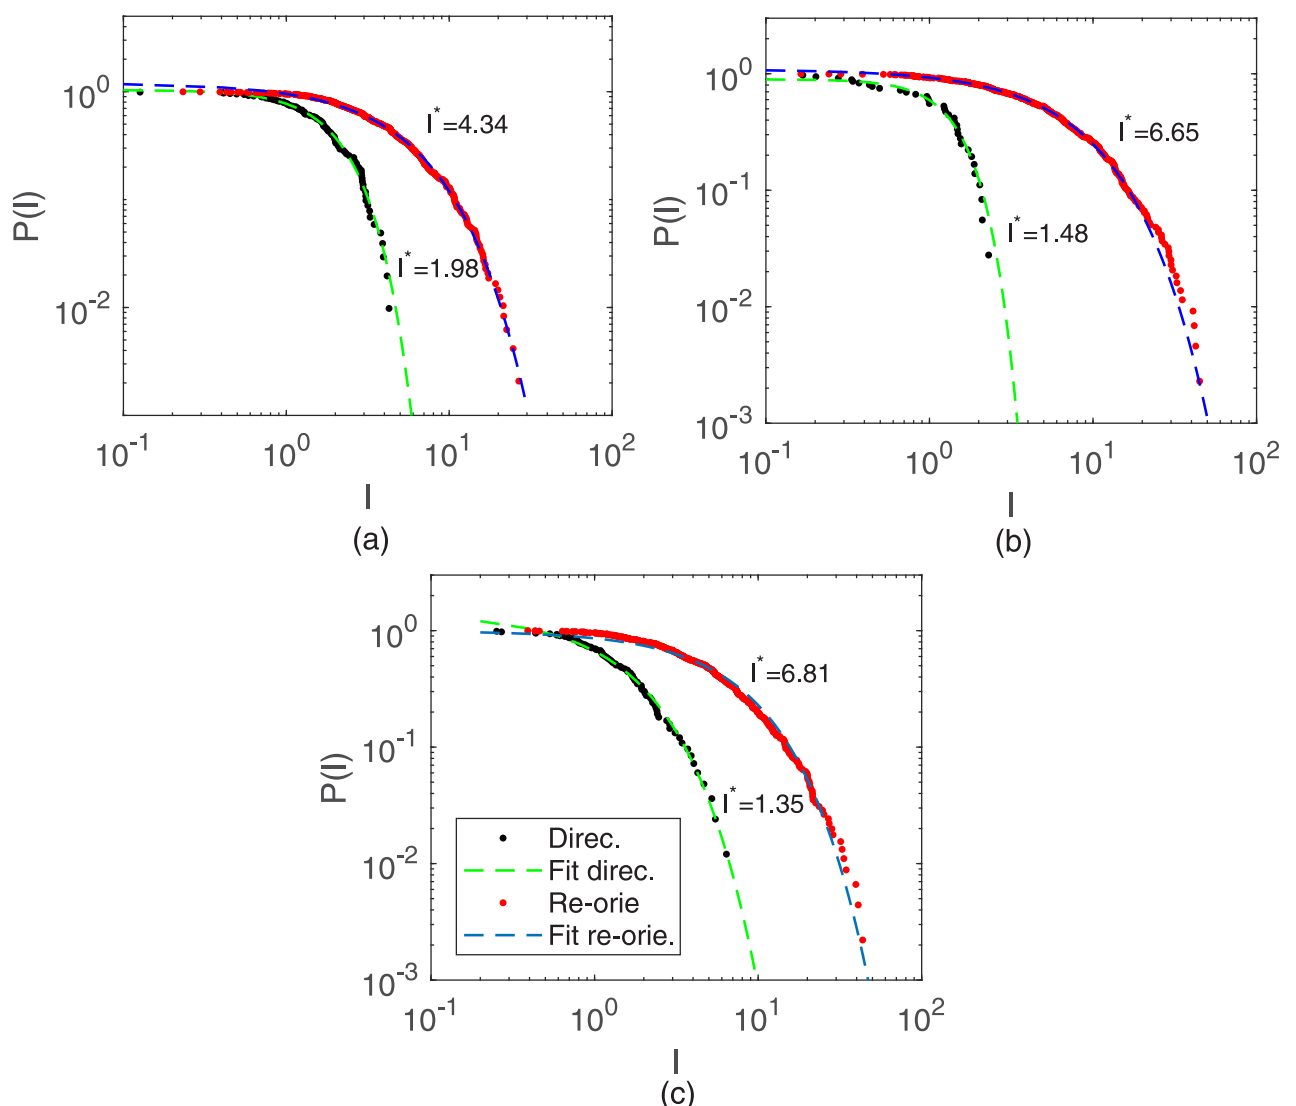 P(I)
10^0
10^-2
I^*=4.34
I^*=1.98
10^-1 10^0 10^1 10^2
I
(a)
P(I)
10^0
10^-1
10^-2
10^-3
I^*=6.65
I^*=1.48
10^-1 10^0 10^1 10^2
I
(b)
P(I)
10^0
10^-1
10^-2
10^-3
I^*=6.81
I^*=1.35
Direc.
Fit direc.
Re-orie
Fit re-orie.
10^-1 10^0 10^1 10^2
I
(c)